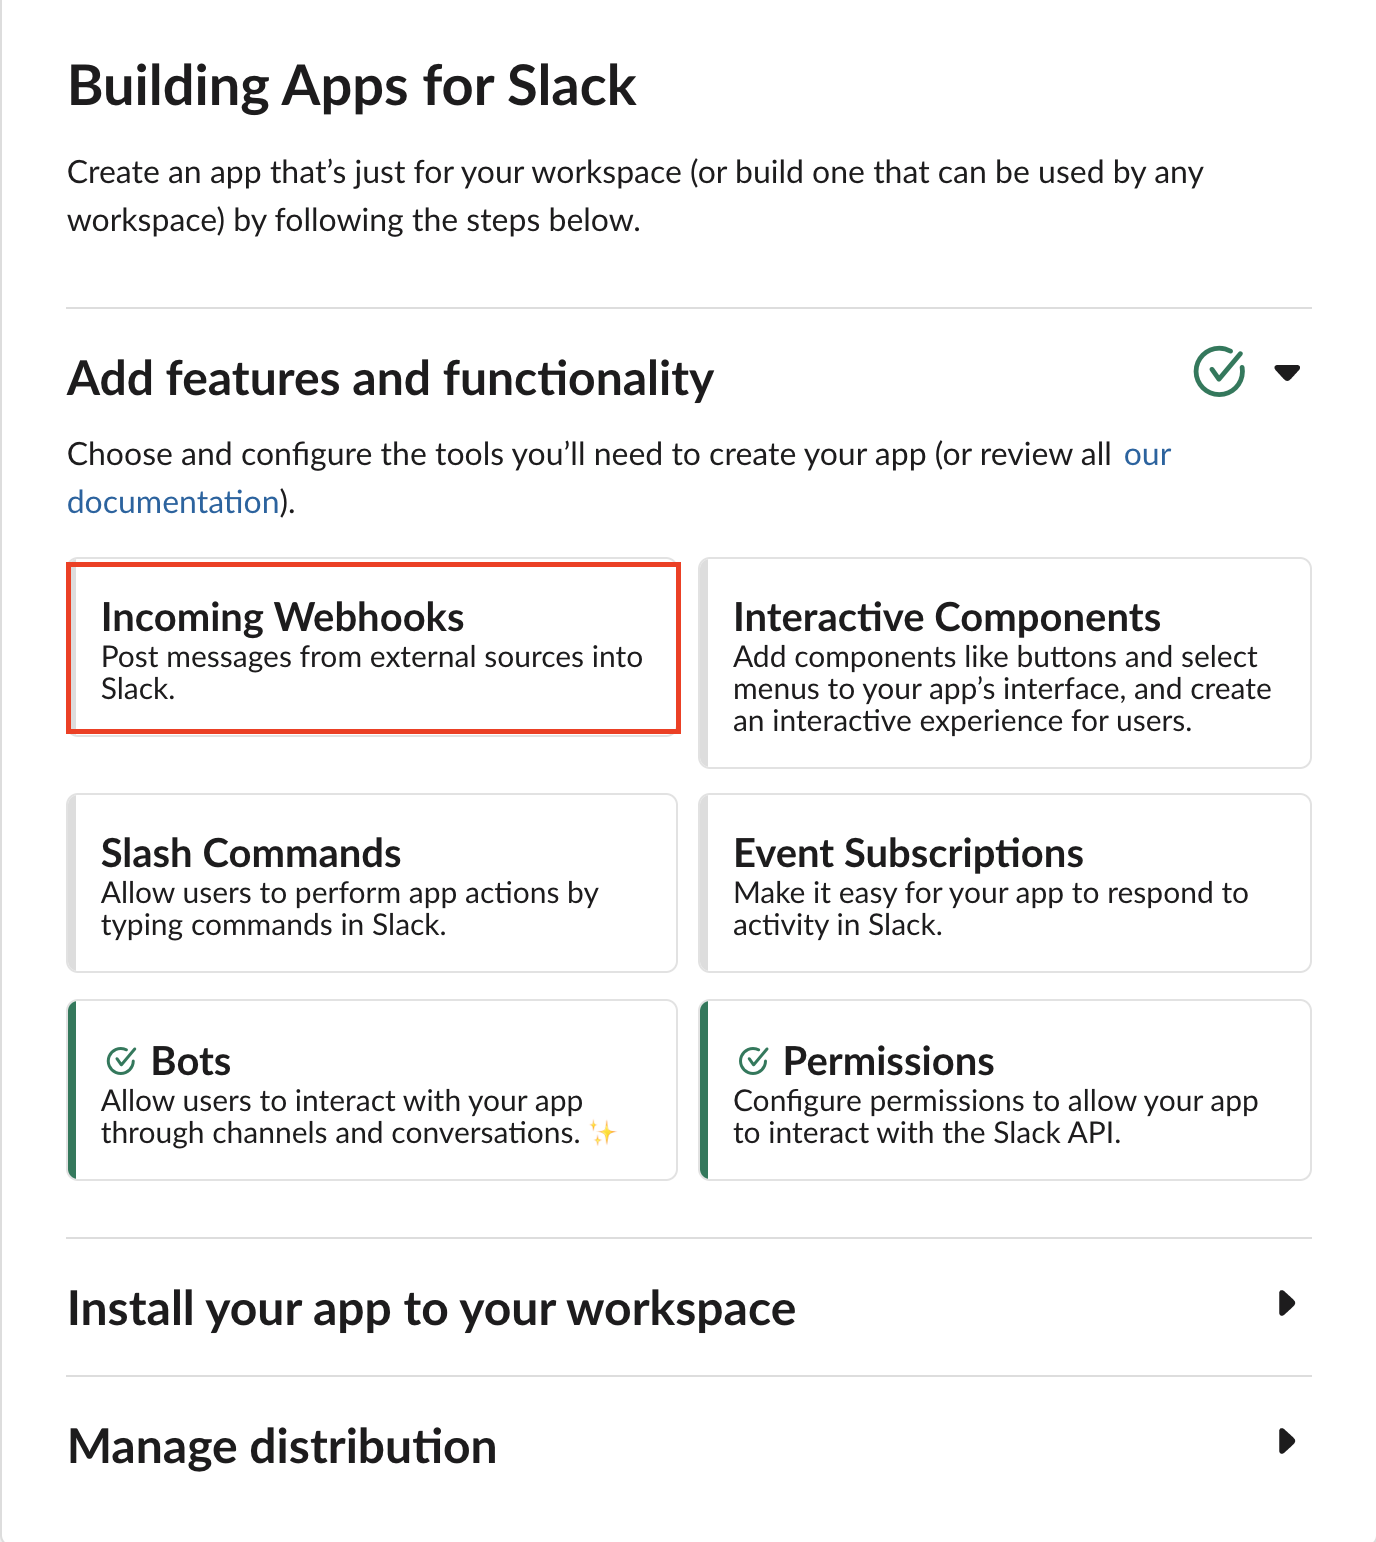 Building Apps for Slack
Create an app that’s just for your workspace (or build one that can be used by any
workspace) by following the steps below.
Add features and functionality
Choose and configure the tools you’ll need to create your app (or review all our
documentation).
Incoming Webhooks
Post messages from external sources into
Slack.
Interactive Components
Add components like buttons and select
menus to your app’s interface, and create
an interactive experience for users.
Slash Commands
Allow users to perform app actions by
typing commands in Slack.
Event Subscriptions
Make it easy for your app to respond to
activity in Slack.
Bots
Allow users to interact with your app
through channels and conversations. ✨
Permissions
Configure permissions to allow your app
to interact with the Slack API.
Install your app to your workspace
Manage distribution